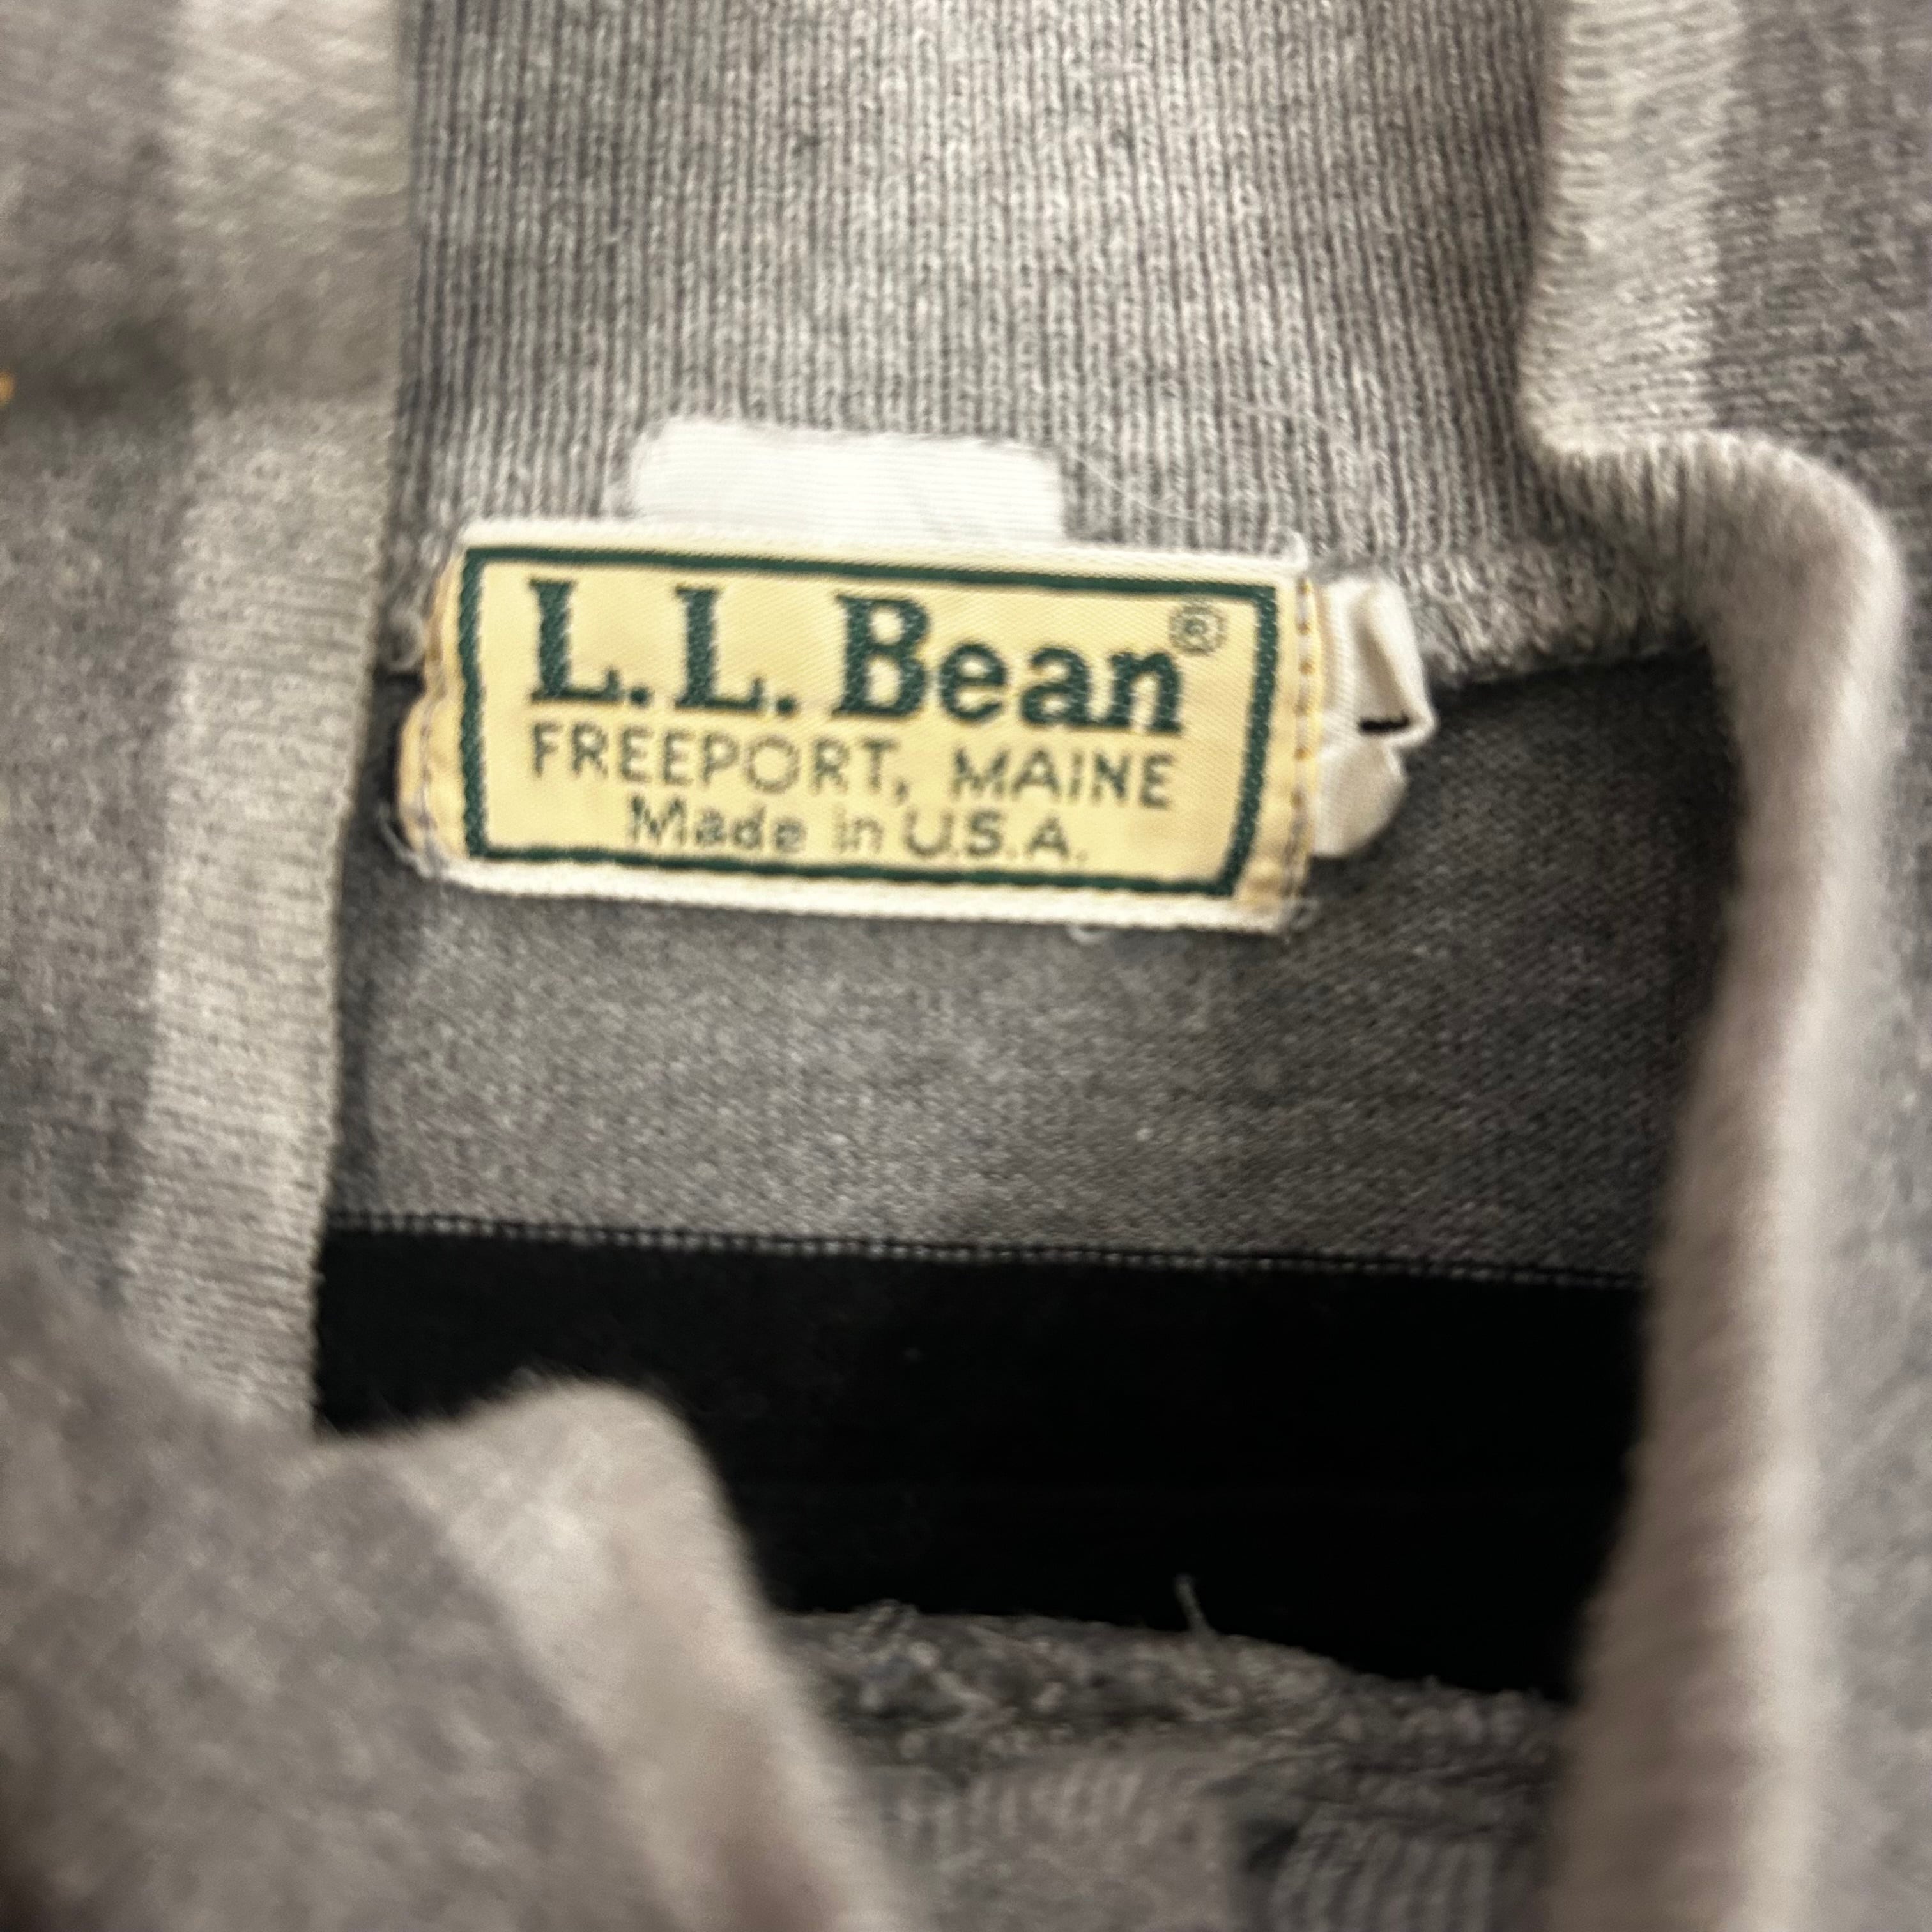 L.L.Bean®
FREEPORT, MAINE
Made in U.S.A.